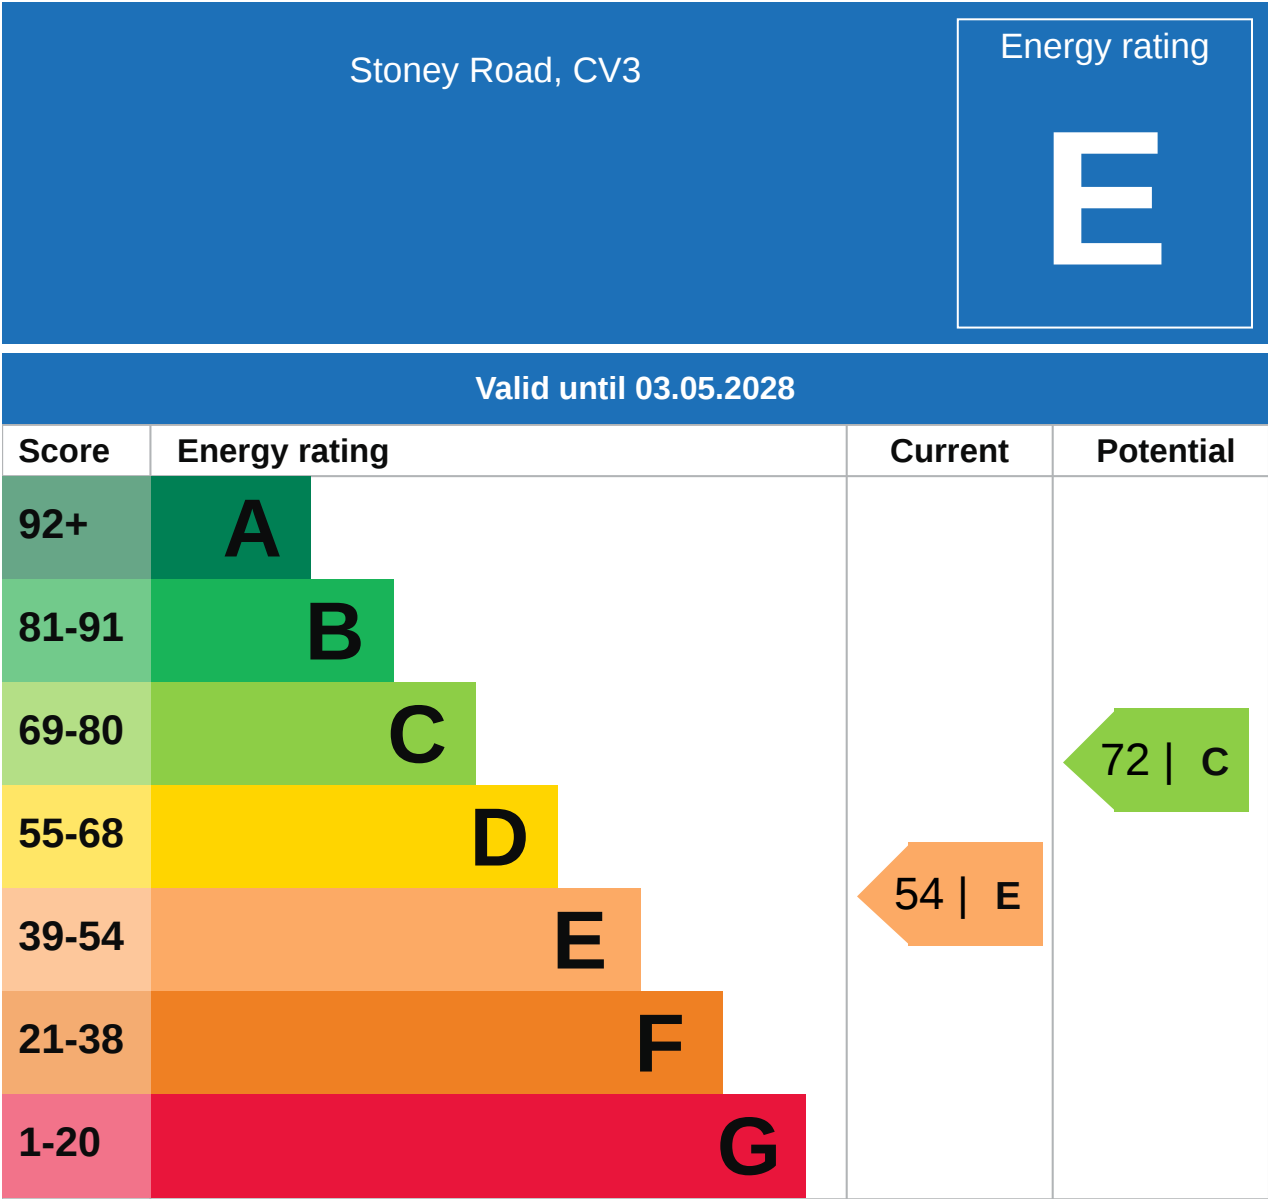 Stoney Road, CV3
Energy rating
E
Valid until 03.05.2028
Score Energy rating Current Potential
92+ A
81-91 B
69-80 C
72 | C
55-68 D
54 | E
39-54 E
21-38 F
1-20 G